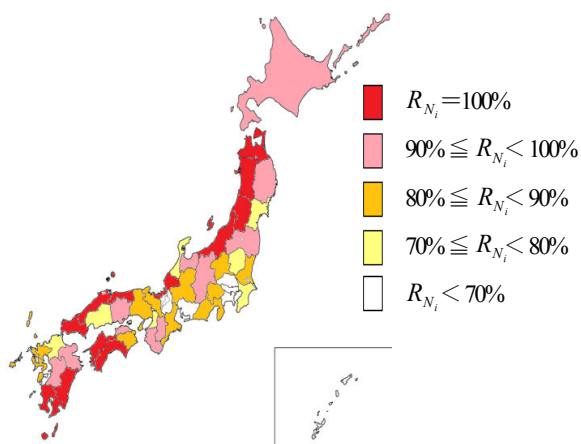 R_{N_i}=100%
90%≦ R_{N_i}< 100%
80%≦ R_{N_i}< 90%
70%≦ R_{N_i}< 80%
R_{N_i}< 70%